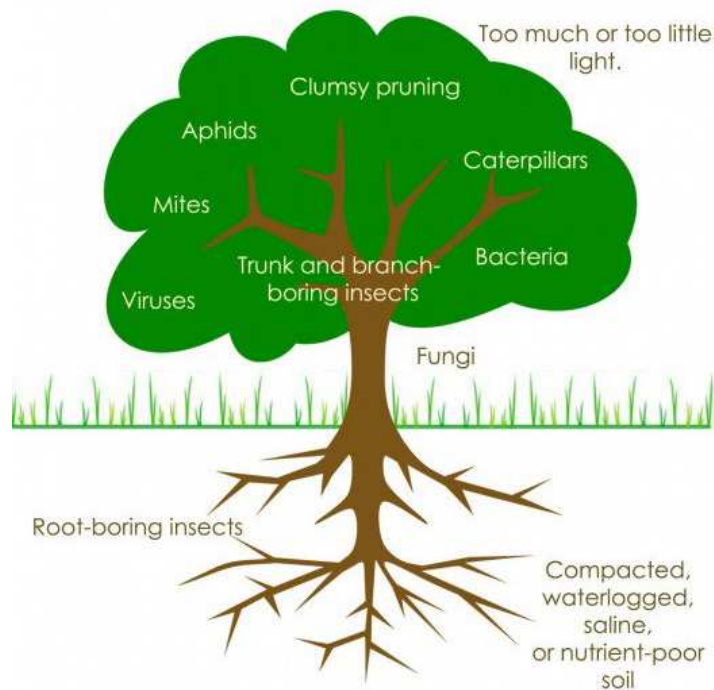 Too much or too little
light.
Clumsy pruning
Aphids
Caterpillars
Mites
Bacteria
Trunk and branch-
boring insects
Viruses
Fungi
Root-boring insects
Compacted,
waterlogged,
saline,
or nutrient-poor
soil